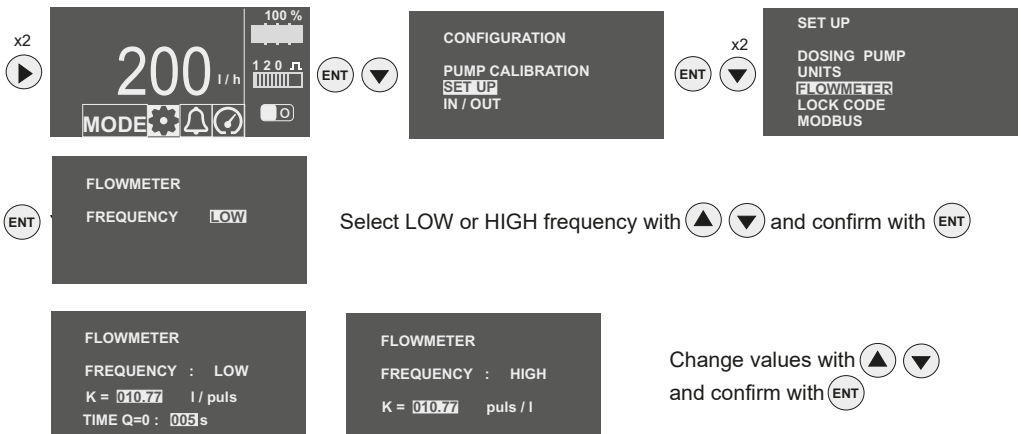 x2
100 %
200 l / h
120
MODE
O
ENT
CONFIGURATION
PUMP CALIBRATION
SET UP
IN / OUT
x2
ENT
SET UP
DOSING PUMP
UNITS
FLOWMETER
LOCK CODE
MODBUS
ENT
FLOWMETER
FREQUENCY LOW
Select LOW or HIGH frequency with and confirm with ENT
FLOWMETER
FREQUENCY : LOW
K = 010.77 l / puls
TIME Q=0 : 005 s
FLOWMETER
FREQUENCY : HIGH
K = 010.77 puls / l
Change values with
and confirm with ENT